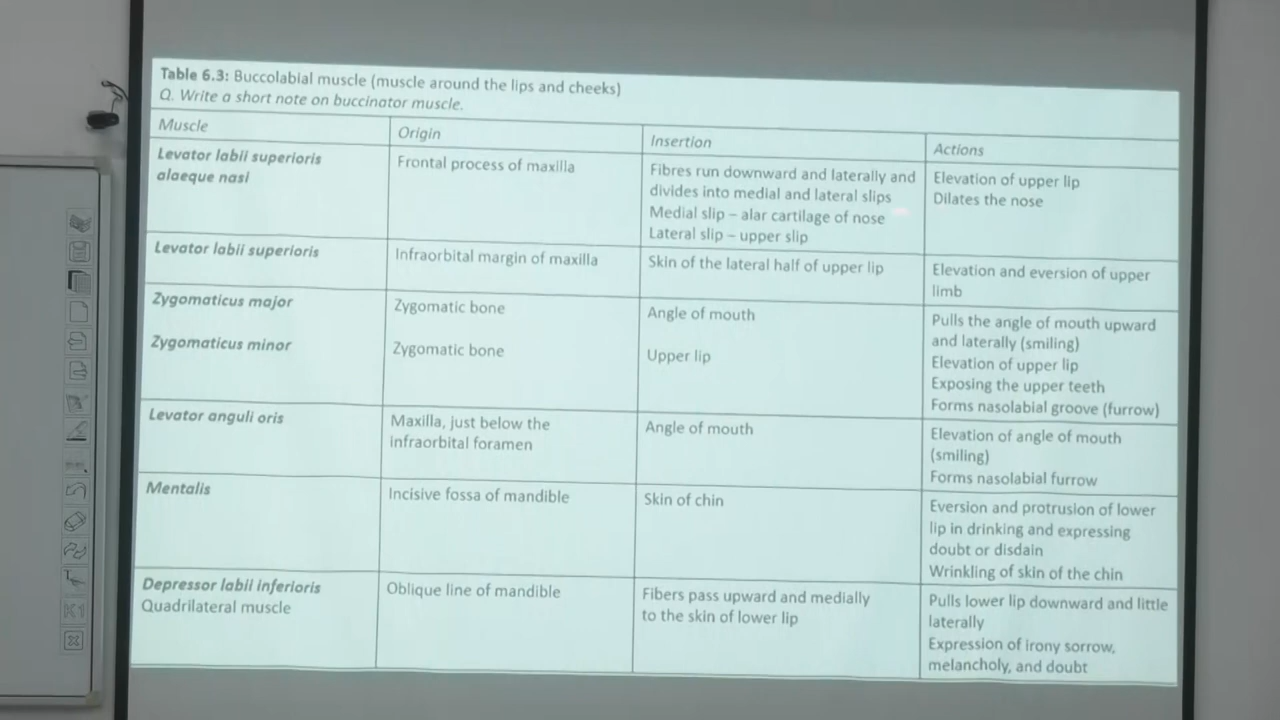 Table 6.3: Buccolabial muscle (muscle around the lips and cheeks)
Q. Write a short note on buccinator muscle.
Muscle
Origin
Insertion
Actions
Levator labii superioris
alaeque nasi
Frontal process of maxilla
Fibres run downward and laterally and
divides into medial and lateral slips
Medial slip – alar cartilage of nose
Lateral slip – upper slip
Elevation of upper lip
Dilates the nose
Levator labii superioris
Infraorbital margin of maxilla
Skin of the lateral half of upper lip
Elevation and eversion of upper
limb
Zygomaticus major
Zygomatic bone
Angle of mouth
Pulls the angle of mouth upward
and laterally (smiling)
Zygomaticus minor
Zygomatic bone
Upper lip
Elevation of upper lip
Exposing the upper teeth
Forms nasolabial groove (furrow)
Levator anguli oris
Maxilla, just below the
infraorbital foramen
Angle of mouth
Elevation of angle of mouth
(smiling)
Forms nasolabial furrow
Mentalis
Incisive fossa of mandible
Skin of chin
Eversion and protrusion of lower
lip in drinking and expressing
doubt or disdain
Wrinkling of skin of the chin
Depressor labii inferioris
Quadrilateral muscle
Oblique line of mandible
Fibers pass upward and medially
to the skin of lower lip
Pulls lower lip downward and little
laterally
Expression of irony sorrow,
melancholy, and doubt